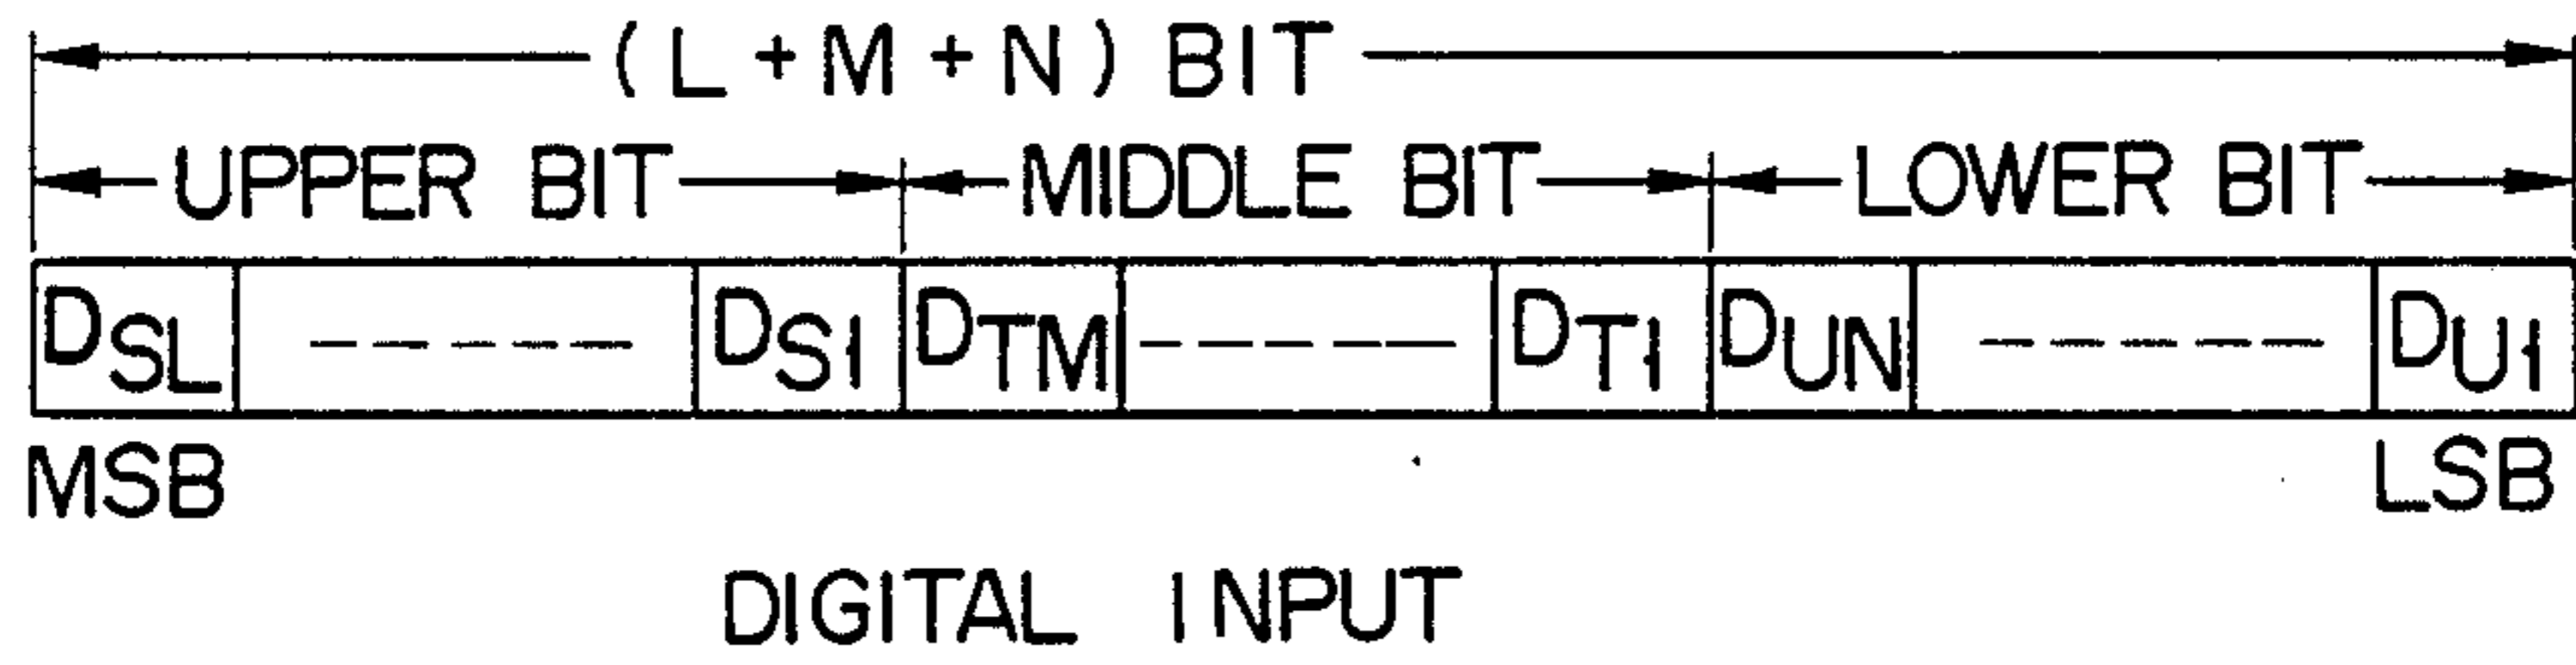 (L+M+N) BIT
UPPER BIT MIDDLE BIT LOWER BIT
DSL DS1 DTM DT1 DUN DU1
MSB LSB
DIGITAL INPUT